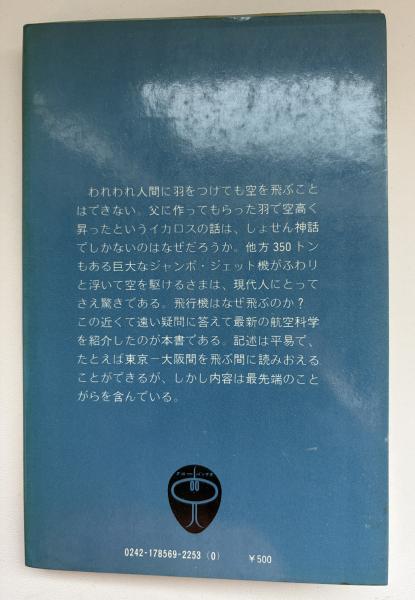 われわれ人間に羽をつけても空を飛ぶこと
はできない。父に作ってもらった羽で空高く
昇ったというイカロスの話は、しょせん神話
でしかないのはなぜだろうか。他方350トン
もある巨大なジャンボ・ジェット機がふわり
と浮いて空を駆けるさまは、現代人にとって
さえ驚きである。飛行機はなぜ飛ぶのか？
この近くて遠い疑問に答えて最新の航空科学
を紹介したのが本書である。記述は平易で、
たとえば東京ー大阪間を飛ぶ間に読みおえる
ことができるが、しかし内容は最先端のこと
がらを含んでいる。
ブルーバックス
0242-178569-2253(0)
￥500